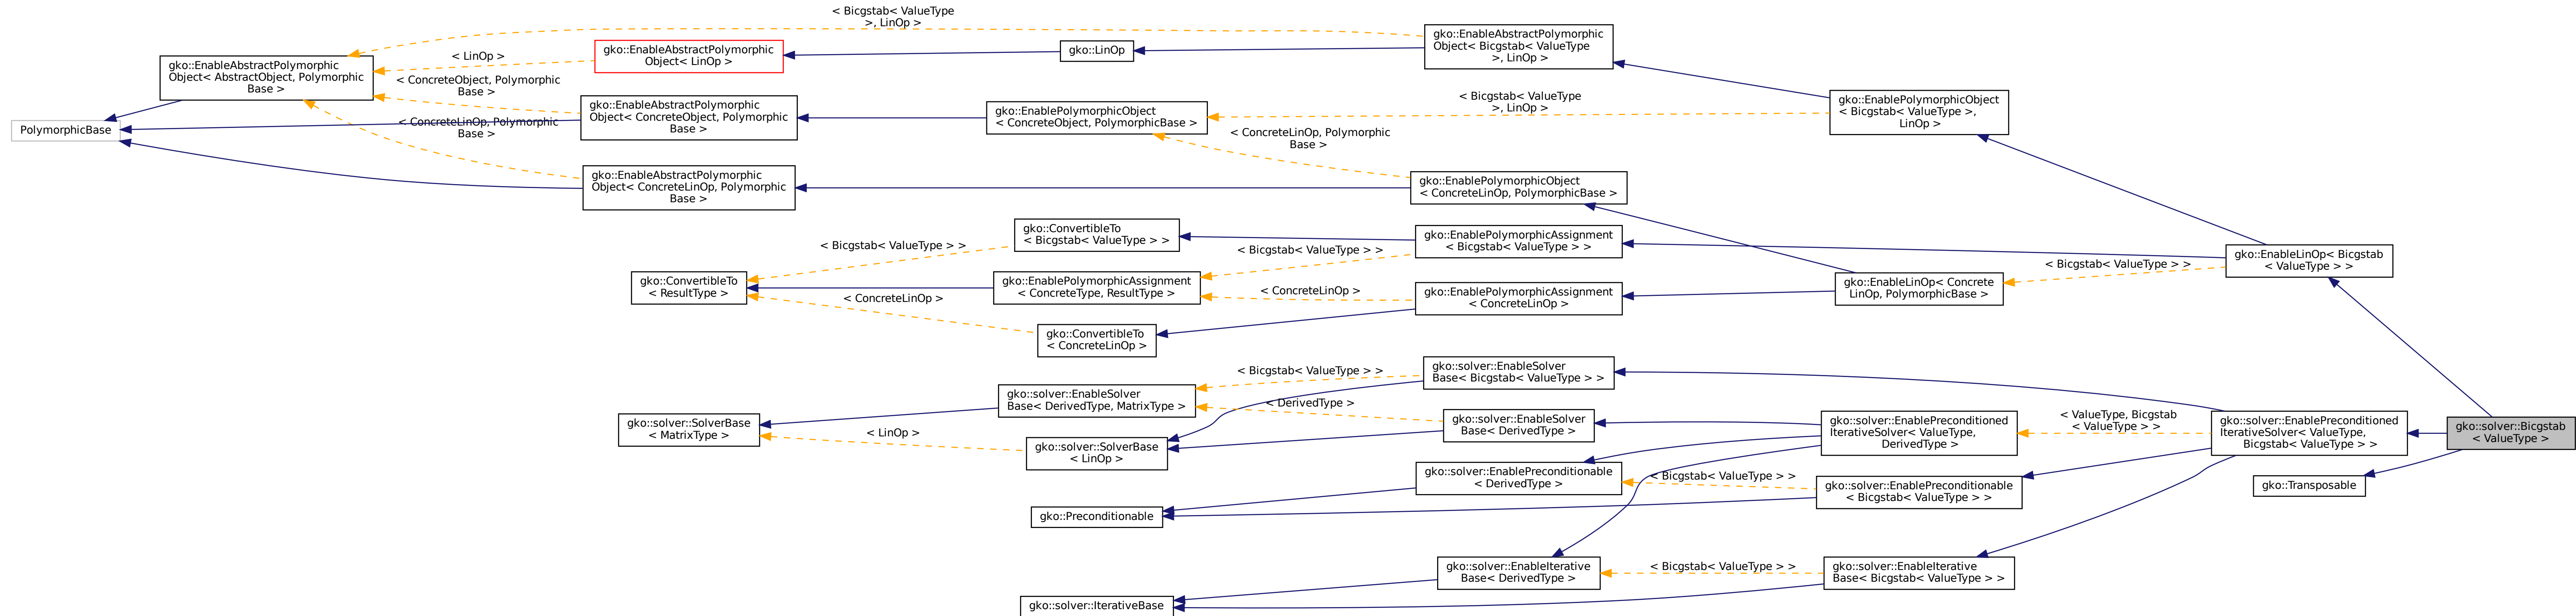 < Bicgstab< ValueType
>, LinOp >
gko::EnableAbstractPolymorphic
Object< Bicgstab< ValueType
>, LinOp >
gko::EnableAbstractPolymorphic
Object< LinOp >
gko::LinOp
< LinOp >
gko::EnableAbstractPolymorphic
Object< AbstractObject, Polymorphic
Base >
< ConcreteObject, Polymorphic
Base >
gko::EnableAbstractPolymorphic
Object< ConcreteObject, Polymorphic
Base >
gko::EnablePolymorphicObject
< ConcreteObject, PolymorphicBase >
< Bicgstab< ValueType
>, LinOp >
gko::EnablePolymorphicObject
< Bicgstab< ValueType >,
LinOp >
PolymorphicBase
< ConcreteLinOp, Polymorphic
Base >
< ConcreteLinOp, Polymorphic
Base >
gko::EnableAbstractPolymorphic
Object< ConcreteLinOp, Polymorphic
Base >
gko::EnablePolymorphicObject
< ConcreteLinOp, PolymorphicBase >
gko::ConvertibleTo
< Bicgstab< ValueType > >
gko::EnablePolymorphicAssignment
< Bicgstab< ValueType > >
< Bicgstab< ValueType > >
< Bicgstab< ValueType > >
gko::EnableLinOp< Bicgstab
< ValueType > >
< Bicgstab< ValueType > >
gko::ConvertibleTo
< ResultType >
gko::EnablePolymorphicAssignment
< ConcreteType, ResultType >
< ConcreteLinOp >
gko::EnablePolymorphicAssignment
< ConcreteLinOp >
gko::EnableLinOp< Concrete
LinOp, PolymorphicBase >
< ConcreteLinOp >
gko::ConvertibleTo
< ConcreteLinOp >
gko::solver::EnableSolver
Base< Bicgstab< ValueType > >
< Bicgstab< ValueType > >
gko::solver::EnableSolver
Base< DerivedType, MatrixType >
< DerivedType >
gko::solver::SolverBase
< MatrixType >
< LinOp >
gko::solver::SolverBase
< LinOp >
gko::solver::EnableSolver
Base< DerivedType >
gko::solver::EnablePreconditioned
IterativeSolver< ValueType,
DerivedType >
< ValueType, Bicgstab
< ValueType > >
gko::solver::EnablePreconditioned
IterativeSolver< ValueType,
Bicgstab< ValueType > >
gko::solver::Bicgstab
< ValueType >
gko::solver::EnablePreconditionable
< DerivedType >
< Bicgstab< ValueType > >
gko::solver::EnablePreconditionable
< Bicgstab< ValueType > >
gko::Transposable
gko::Preconditionable
gko::solver::EnableIterative
Base< DerivedType >
< Bicgstab< ValueType > >
gko::solver::EnableIterative
Base< Bicgstab< ValueType > >
gko::solver::IterativeBase